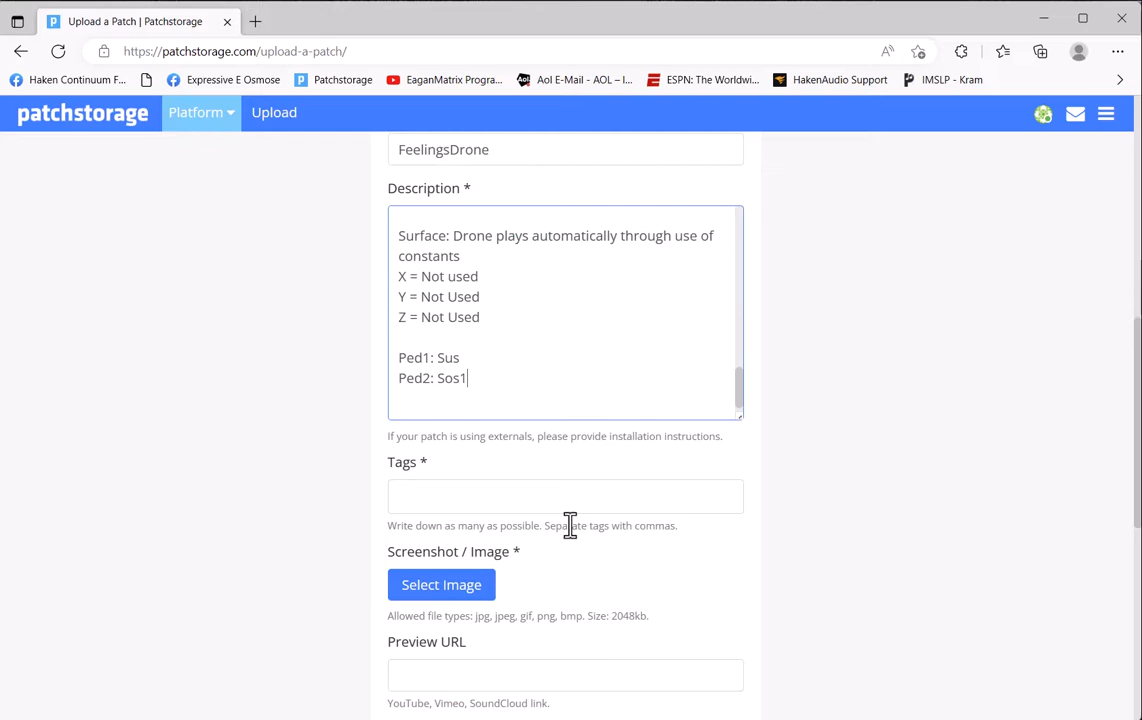 Upload a Patch | Patchstorage
https://patchstorage.com/upload-a-patch/
Haken Continuum F...
Expressive E Osmose
Patchstorage
EaganMatrix Progra...
Aol E-Mail - AOL – I...
ESPN: The Worldwi...
HakenAudio Support
IMSLP - Kram
patchstorage
Platform
Upload
FeelingsDrone
Description *
Surface: Drone plays automatically through use of
constants
X = Not used
Y = Not Used
Z = Not Used
Ped1: Sus
Ped2: Sos1
If your patch is using externals, please provide installation instructions.
Tags *
Write down as many as possible. Separate tags with commas.
Screenshot / Image *
Select Image
Allowed file types: jpg, jpeg, gif, png, bmp. Size: 2048kb.
Preview URL
YouTube, Vimeo, SoundCloud link.